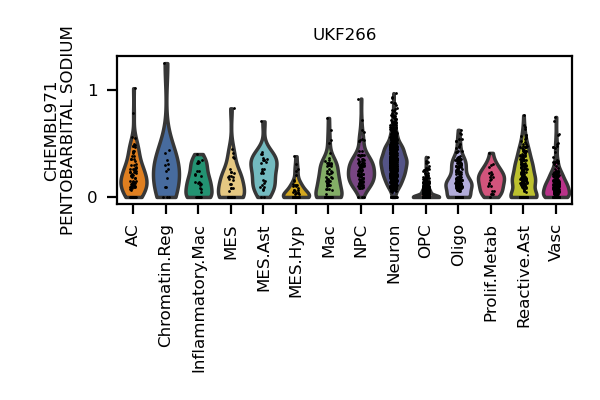 UKF266
CHEMBL971
PENTOBARBITAL SODIUM
1
0
AC
Chromatin.Reg
Inflammatory.Mac
MES
MES.Ast
MES.Hyp
Mac
NPC
Neuron
OPC
Oligo
Prolif.Metab
Reactive.Ast
Vasc